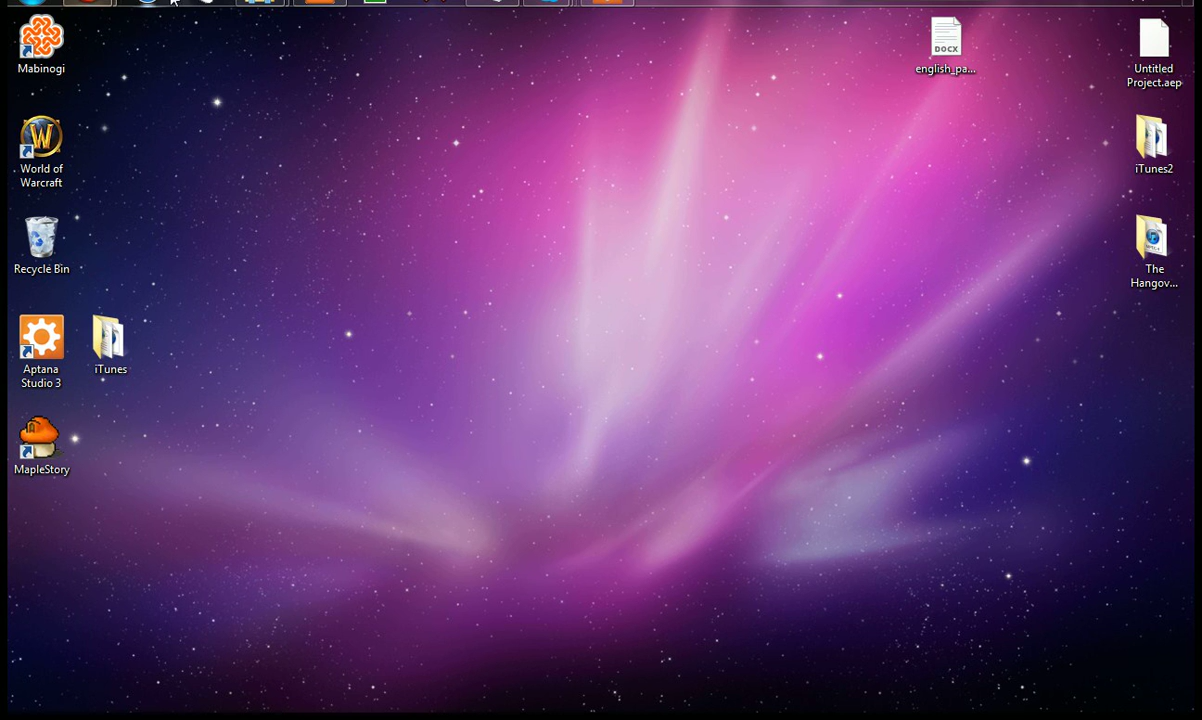 Mabinogi
World of
Warcraft
Recycle Bin
Aptana
Studio 3
iTunes
MapleStory
DOCX
english_pa...
Untitled
Project.aep
iTunes2
The
Hangov...